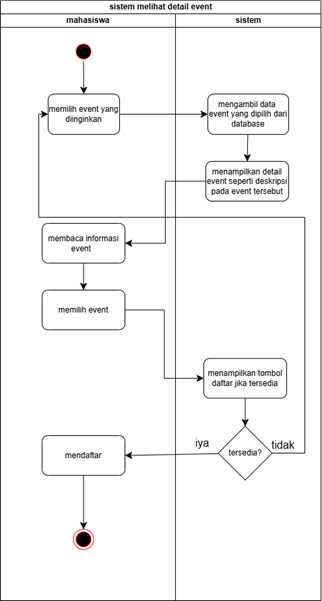 sistem melihat detail event
mahasiswa
sistem
memilih event yang
diinginkan
mengambil data
event yang dipilih dari
database
menampilkan detail
event seperti deskripsi
pada event tersebut
membaca informasi
event
memilih event
menampilkan tombol
daftar jika tersedia
tersedia?
iya
tidak
mendaftar